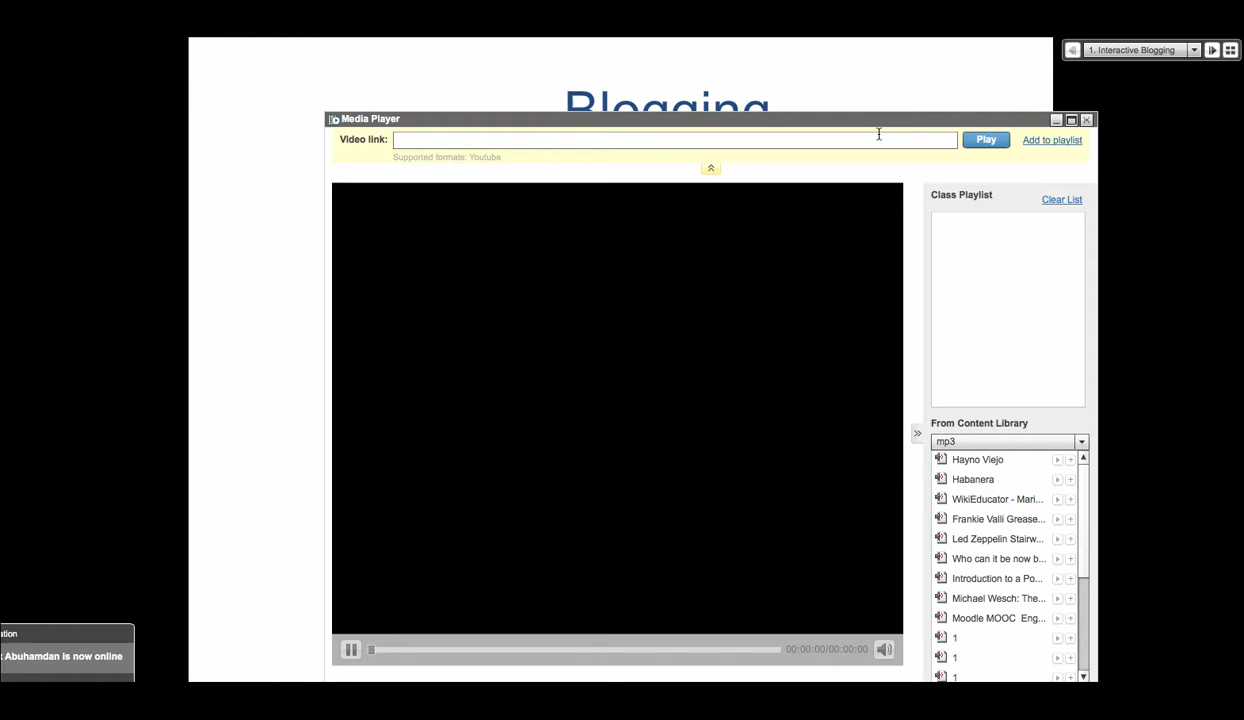 1. Interactive Blogging
Blogging
Media Player
Video link:
Play
Add to playlist
Supported formats: Youtube
Class Playlist
Clear List
From Content Library
mp3
Hayno Viejo
Habanera
WikiEducator - Mari...
Frankie Valli Grease...
Led Zeppelin Stairw...
Who can it be now b...
Introduction to a Po...
Michael Wesch: The...
Moodle MOOC Eng...
1
1
1
00:00:00/00:00:00
ation
Abuhamdan is now online